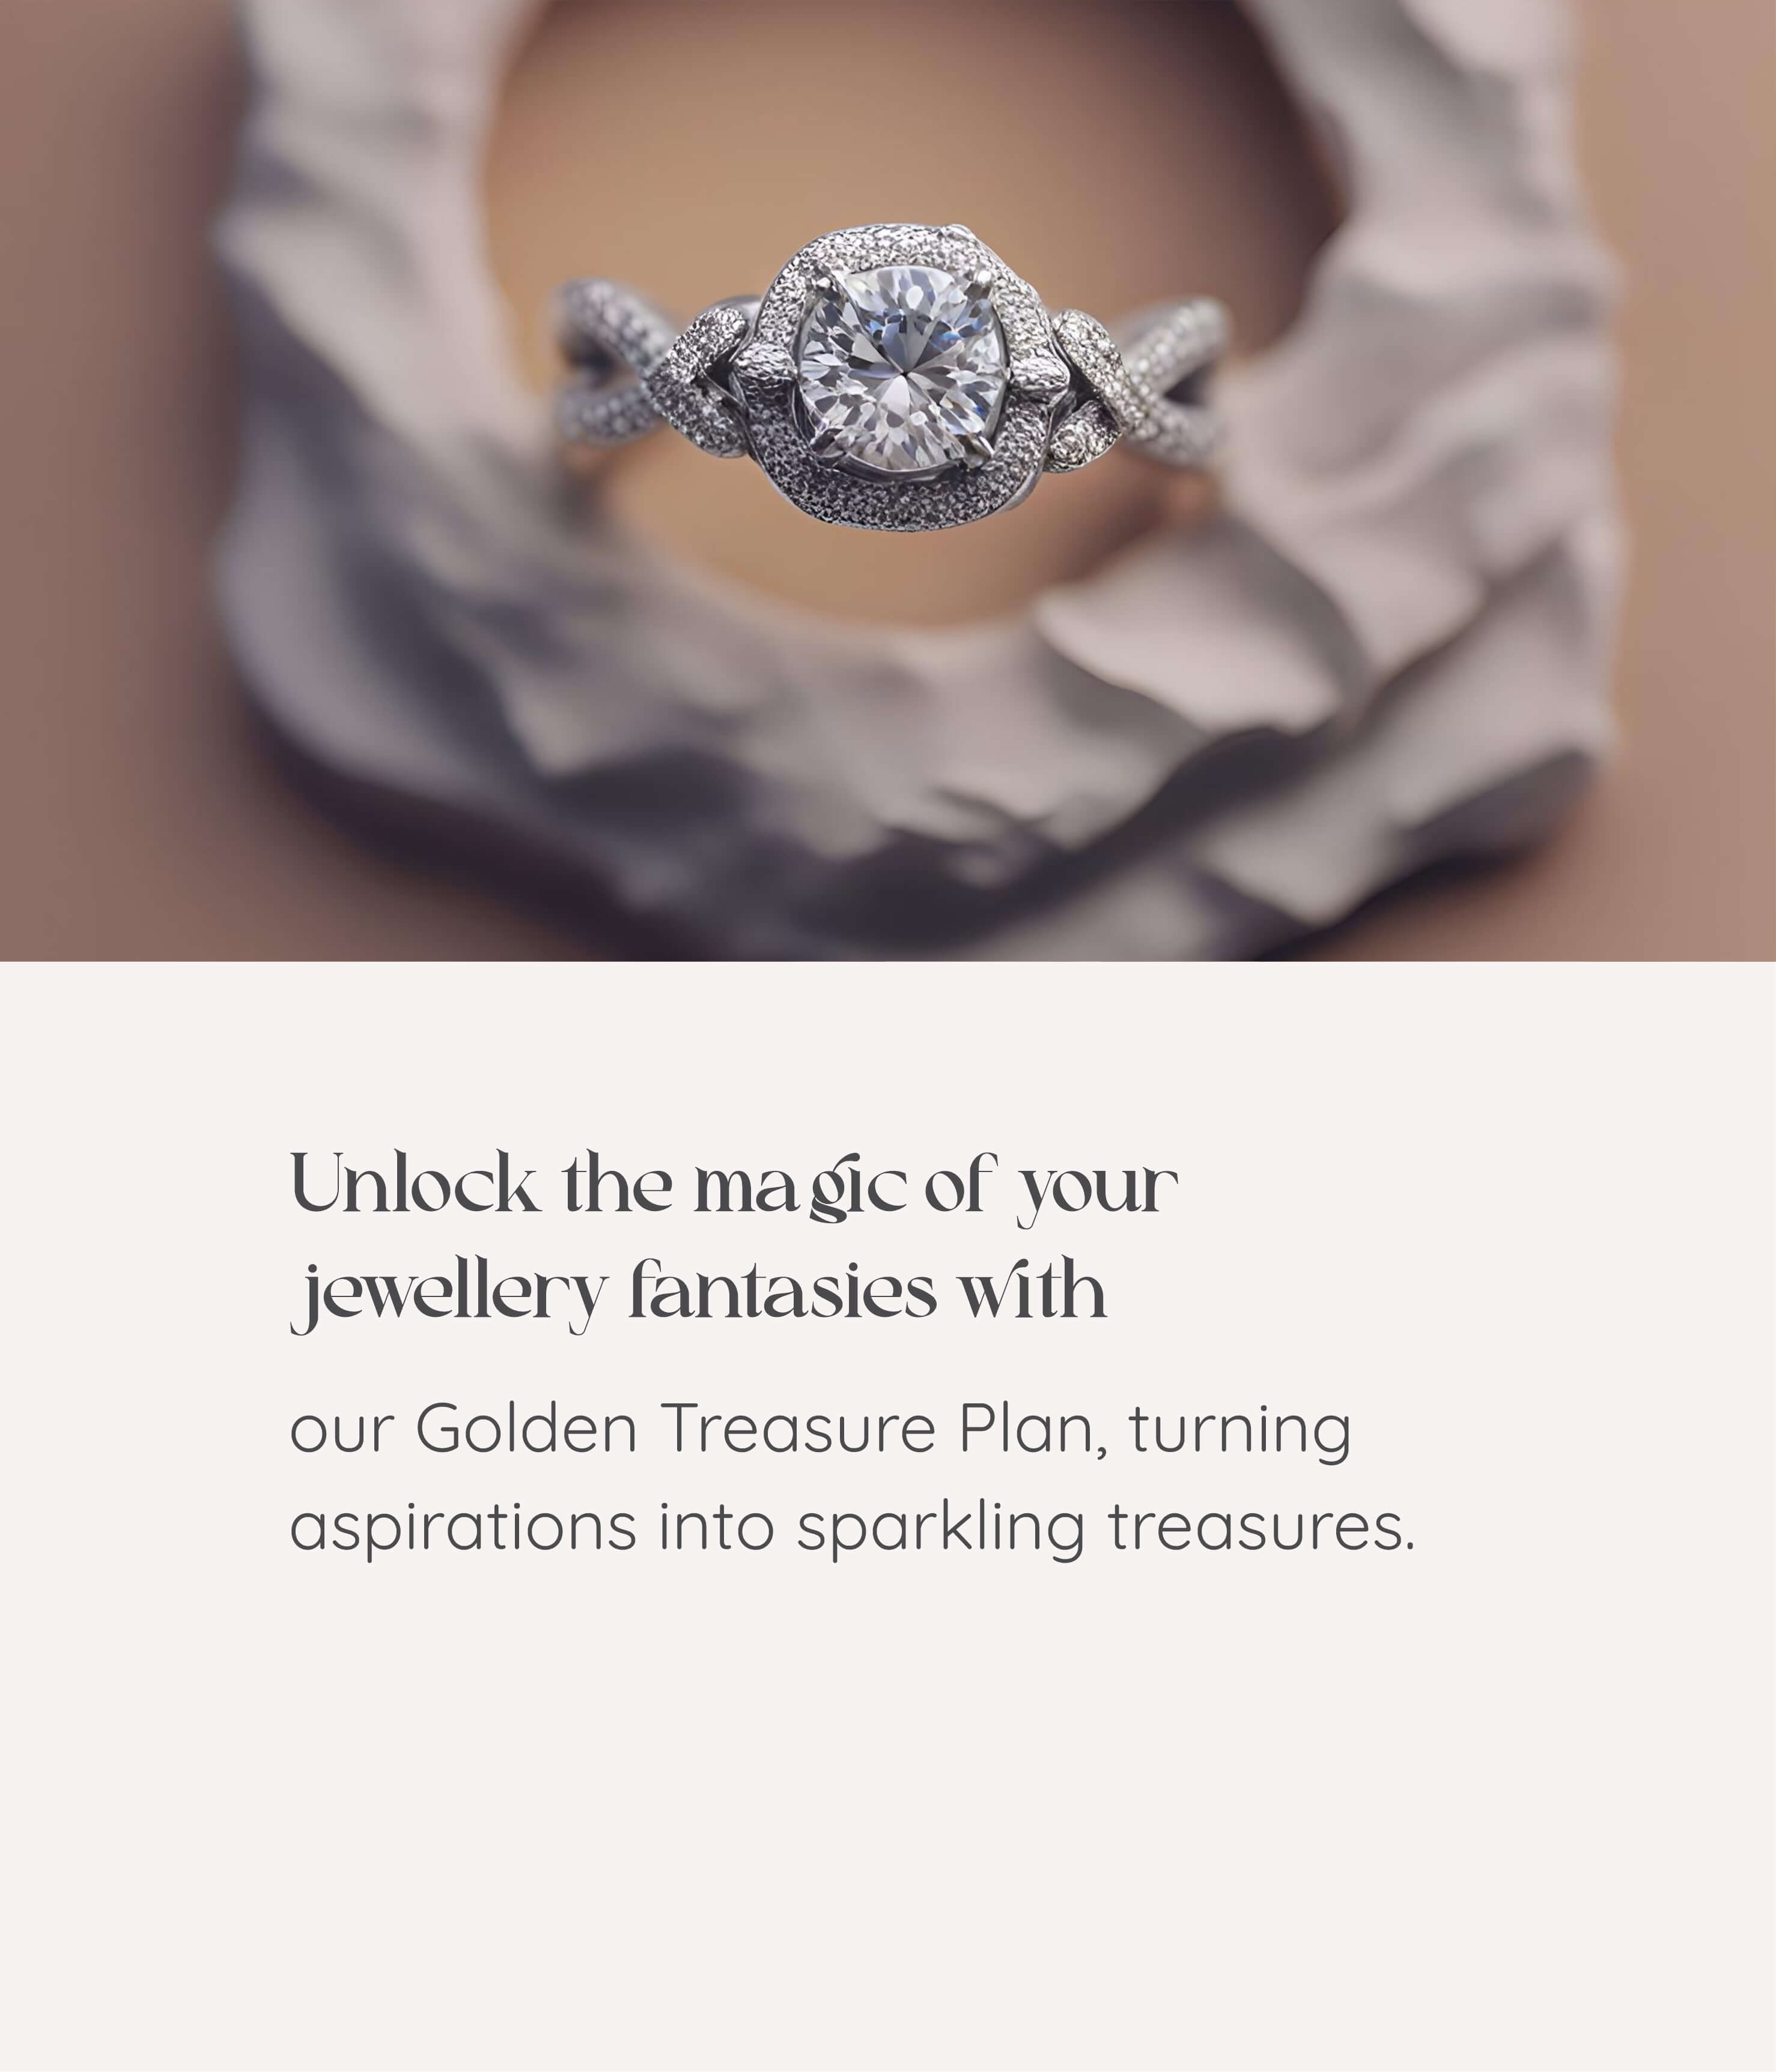 Unlock the magic of your
jewellery fantasies with
our Golden Treasure Plan, turning
aspirations into sparkling treasures.